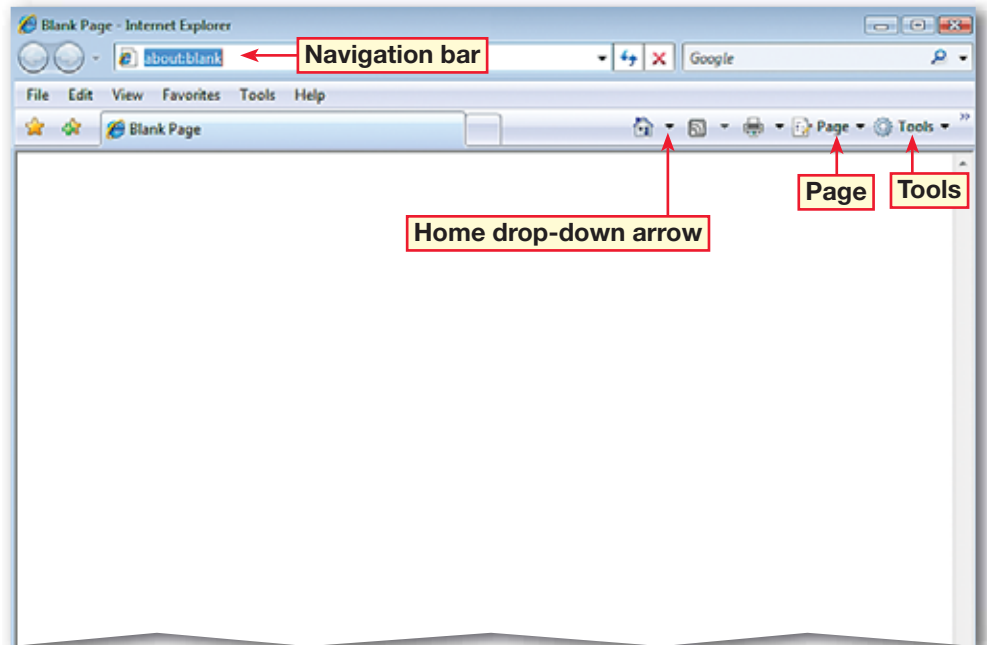 Blank Page - Internet Explorer
about:blank
Navigation bar
Google
File Edit View Favorites Tools Help
Blank Page
Page Tools
Page
Tools
Home drop-down arrow